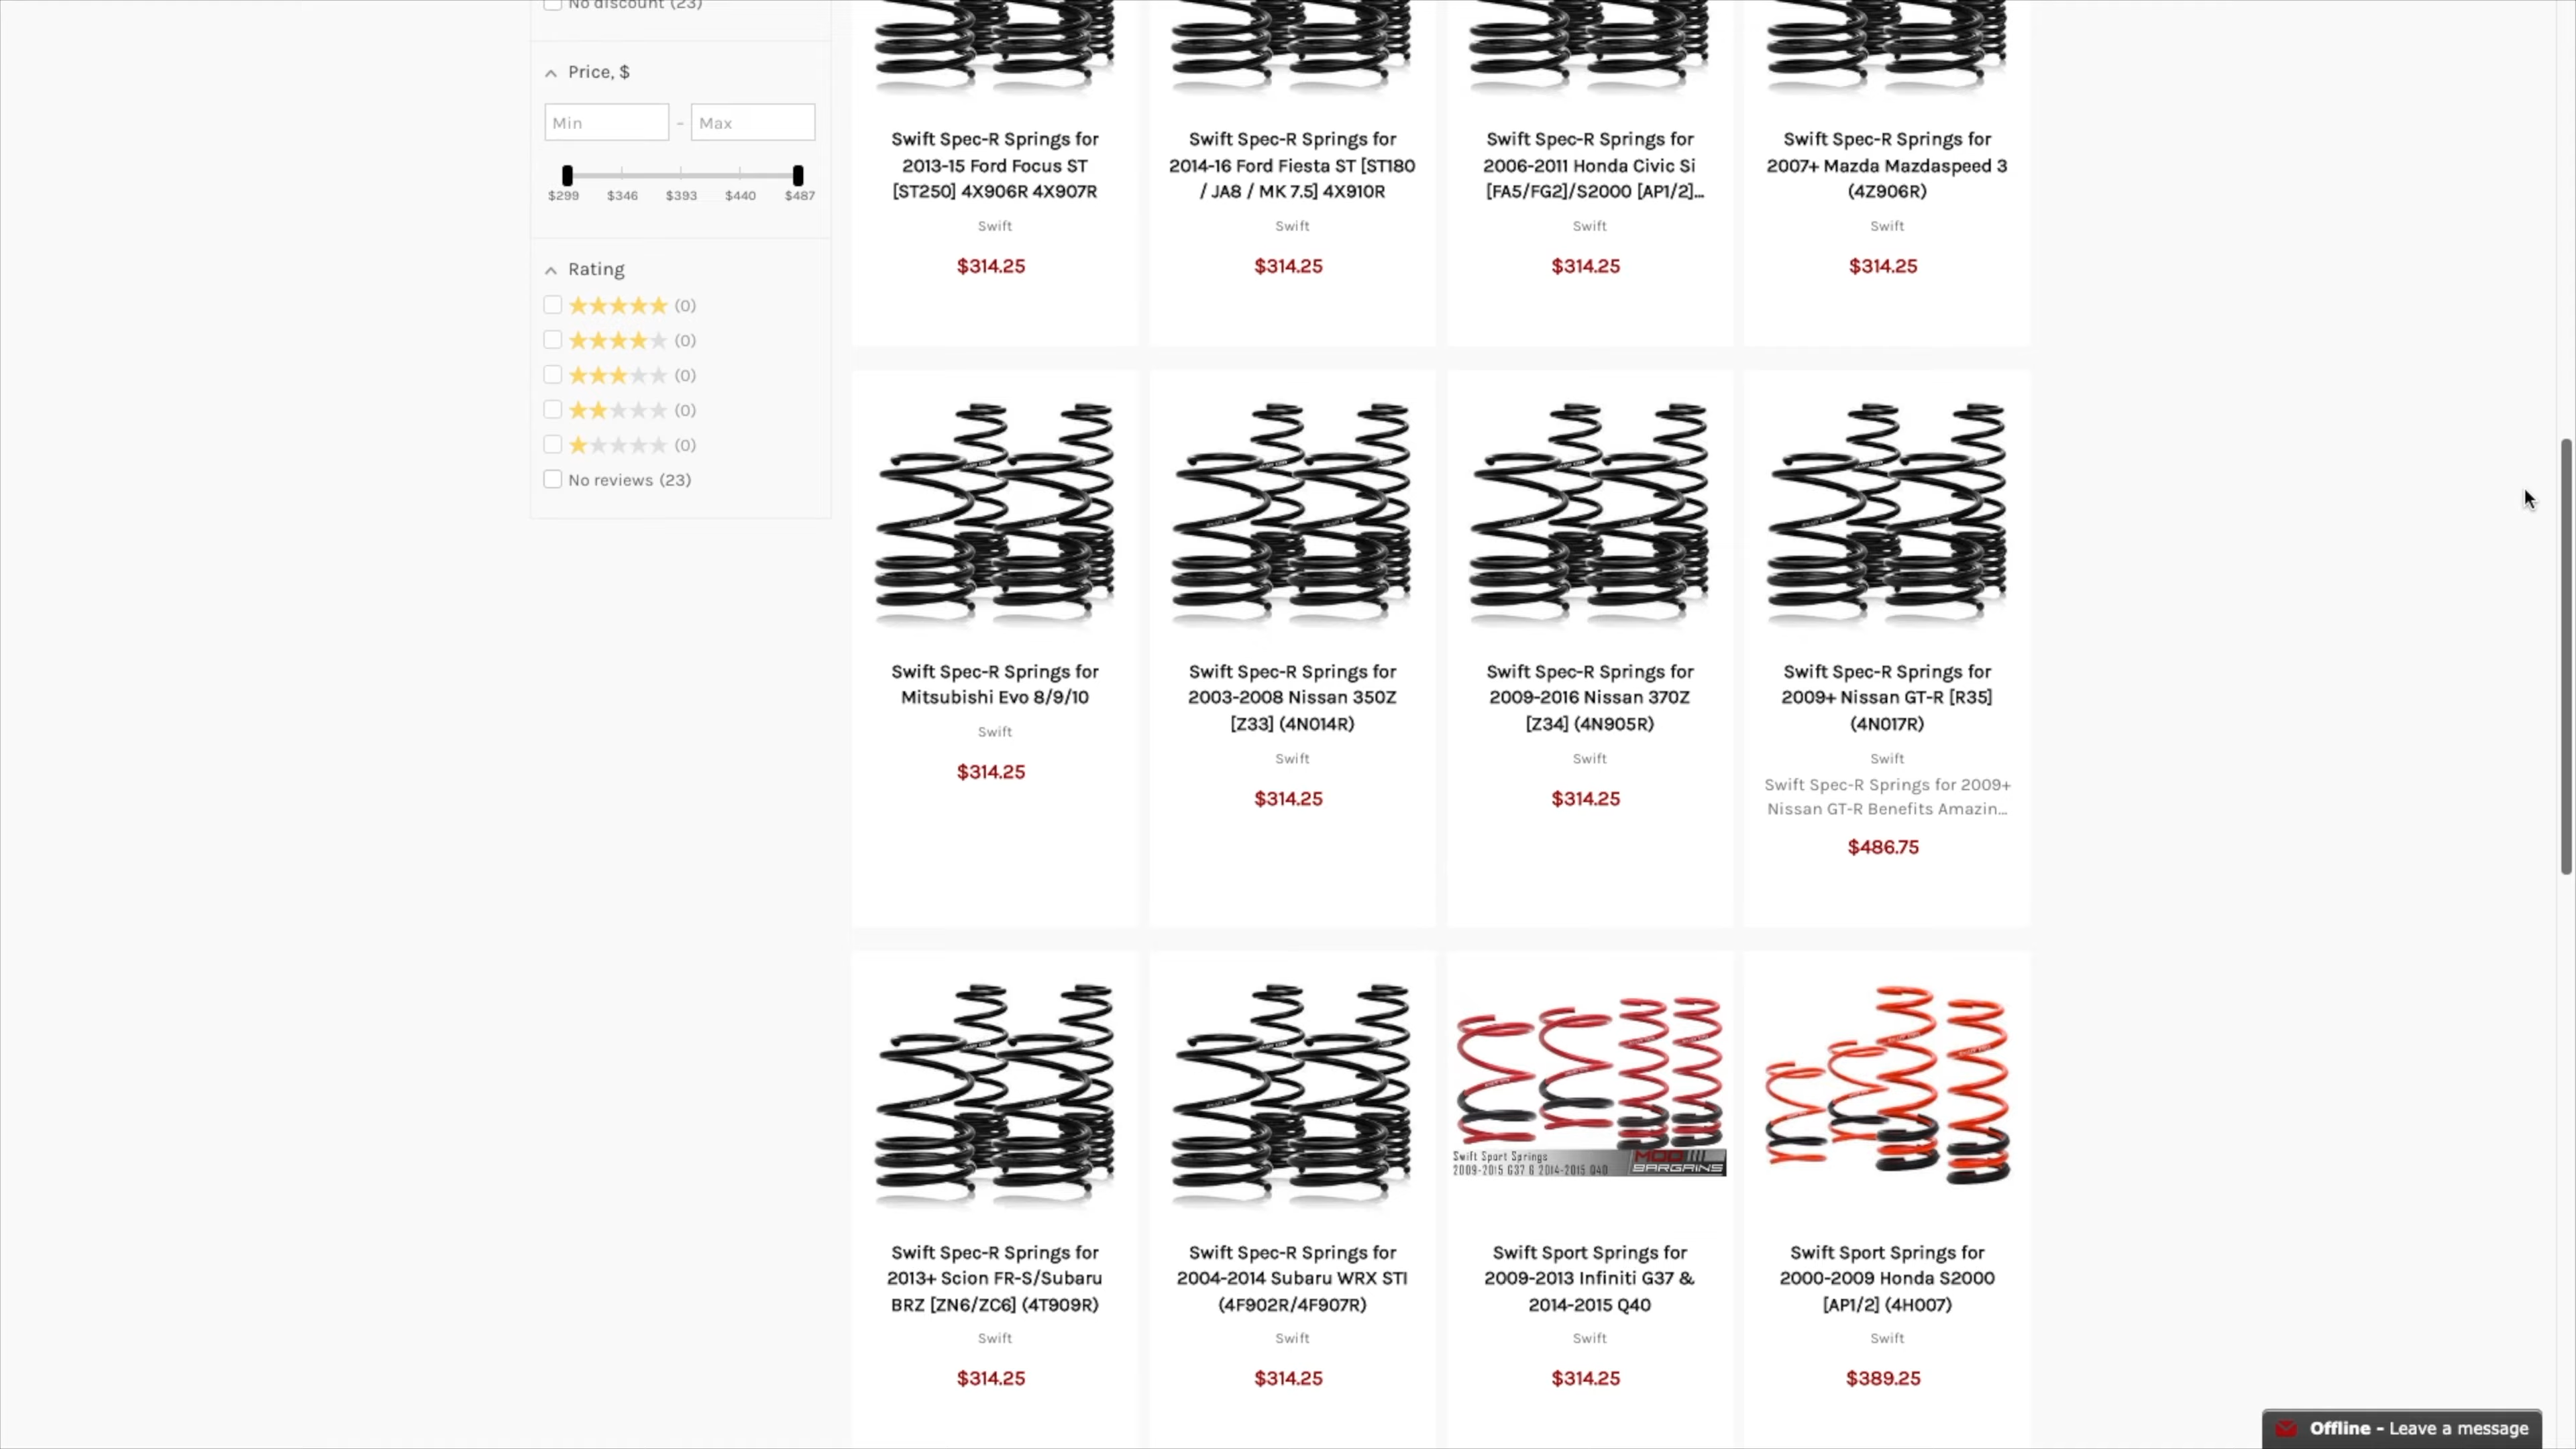 No discount (23)
Price, $
Min - Max
$299 $346 $393 $440 $487
Rating
(0)
(0)
(0)
(0)
(0)
No reviews (23)
Swift Spec-R Springs for
2013-15 Ford Focus ST
[ST250] 4X906R 4X907R
Swift
$314.25
Swift Spec-R Springs for
2014-16 Ford Fiesta ST [ST180
/ JA8 / MK 7.5] 4X910R
Swift
$314.25
Swift Spec-R Springs for
2006-2011 Honda Civic Si
[FA5/FG2]/S2000 [AP1/2]...
Swift
$314.25
Swift Spec-R Springs for
2007+ Mazda Mazdaspeed 3
(4Z906R)
Swift
$314.25
Swift Spec-R Springs for
Mitsubishi Evo 8/9/10
Swift
$314.25
Swift Spec-R Springs for
2003-2008 Nissan 350Z
[Z33] (4N014R)
Swift
$314.25
Swift Spec-R Springs for
2009-2016 Nissan 370Z
[Z34] (4N905R)
Swift
$314.25
Swift Spec-R Springs for
2009+ Nissan GT-R [R35]
(4N017R)
Swift
Swift Spec-R Springs for 2009+
Nissan GT-R Benefits Amazin...
$486.75
Swift Spec-R Springs for
2013+ Scion FR-S/Subaru
BRZ [ZN6/ZC6] (4T909R)
Swift
$314.25
Swift Spec-R Springs for
2004-2014 Subaru WRX STI
(4F902R/4F907R)
Swift
$314.25
Swift Sport Springs
2009-2015 G37 & 2014-2015 Q40
MOD
BARGAINS
Swift Sport Springs for
2009-2013 Infiniti G37 &
2014-2015 Q40
Swift
$314.25
Swift Sport Springs for
2000-2009 Honda S2000
[AP1/2] (4H007)
Swift
$389.25
Offline - Leave a message